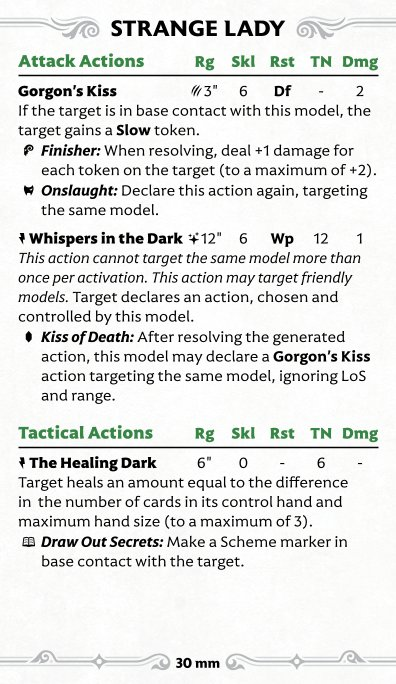 STRANGE LADY
Attack Actions Rg Skl Rst TN Dmg
Gorgon's Kiss 3" 6 Df - 2
If the target is in base contact with this model, the
target gains a Slow token.
Finisher: When resolving, deal +1 damage for
each token on the target (to a maximum of +2).
Onslaught: Declare this action again, targeting
the same model.
Whispers in the Dark 12" 6 Wp 12 1
This action cannot target the same model more than
once per activation. This action may target friendly
models. Target declares an action, chosen and
controlled by this model.
Kiss of Death: After resolving the generated
action, this model may declare a Gorgon's Kiss
action targeting the same model, ignoring LoS
and range.
Tactical Actions Rg Skl Rst TN Dmg
The Healing Dark 6" 0 - 6 -
Target heals an amount equal to the difference
in the number of cards in its control hand and
maximum hand size (to a maximum of 3).
Draw Out Secrets: Make a Scheme marker in
base contact with the target.
30 mm